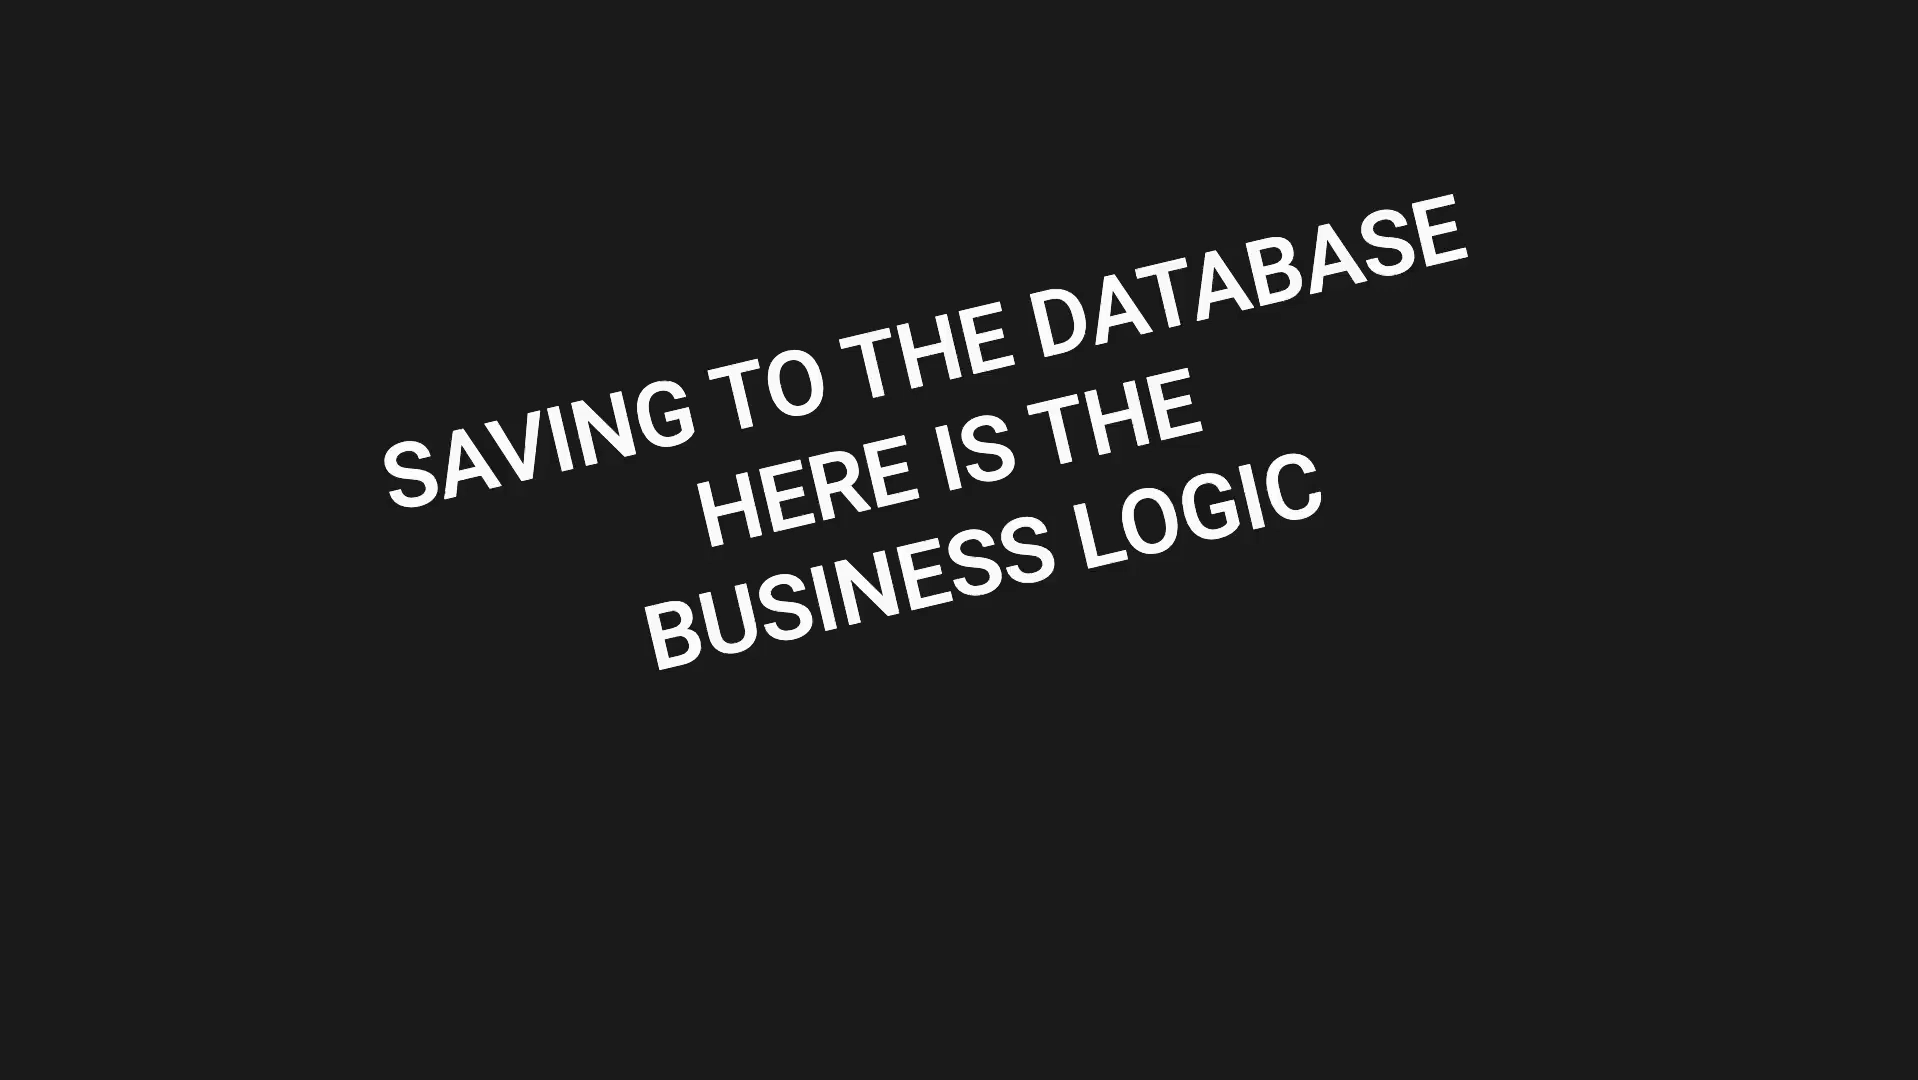 SAVING TO THE DATABASE
HERE IS THE
BUSINESS LOGIC